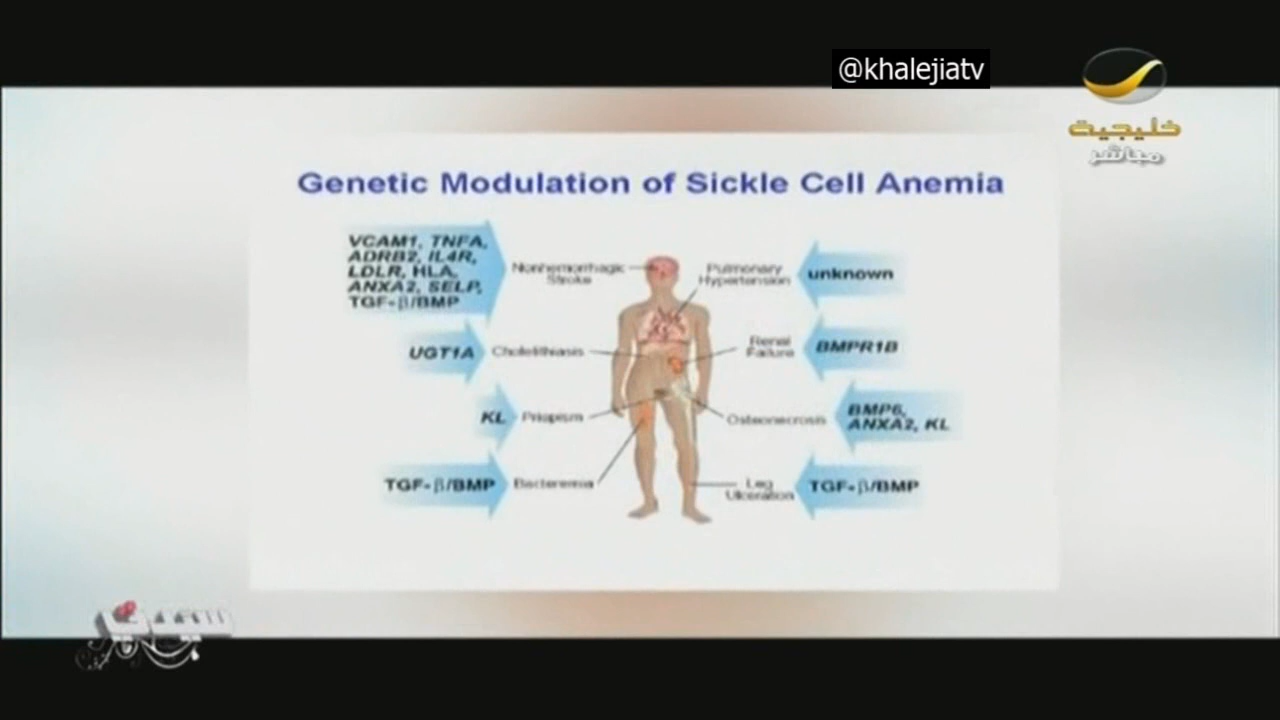 @khalejiatv
خليجية
مباشر
Genetic Modulation of Sickle Cell Anemia
VCAM1, TNFA,
ADRB2, IL4R,
LDLR, HLA,
ANXA2, SELP,
TGF-β/BMP
Nonhemorrhagic
Stroke
Pulmonary
Hypertension
unknown
UGT1A
Cholelithiasis
Renal
Failure
BMPR1B
KL
Priapism
Osteonecrosis
BMP6,
ANXA2, KL
TGF-β/BMP
Bacteremia
Leg
Ulceration
TGF-β/BMP